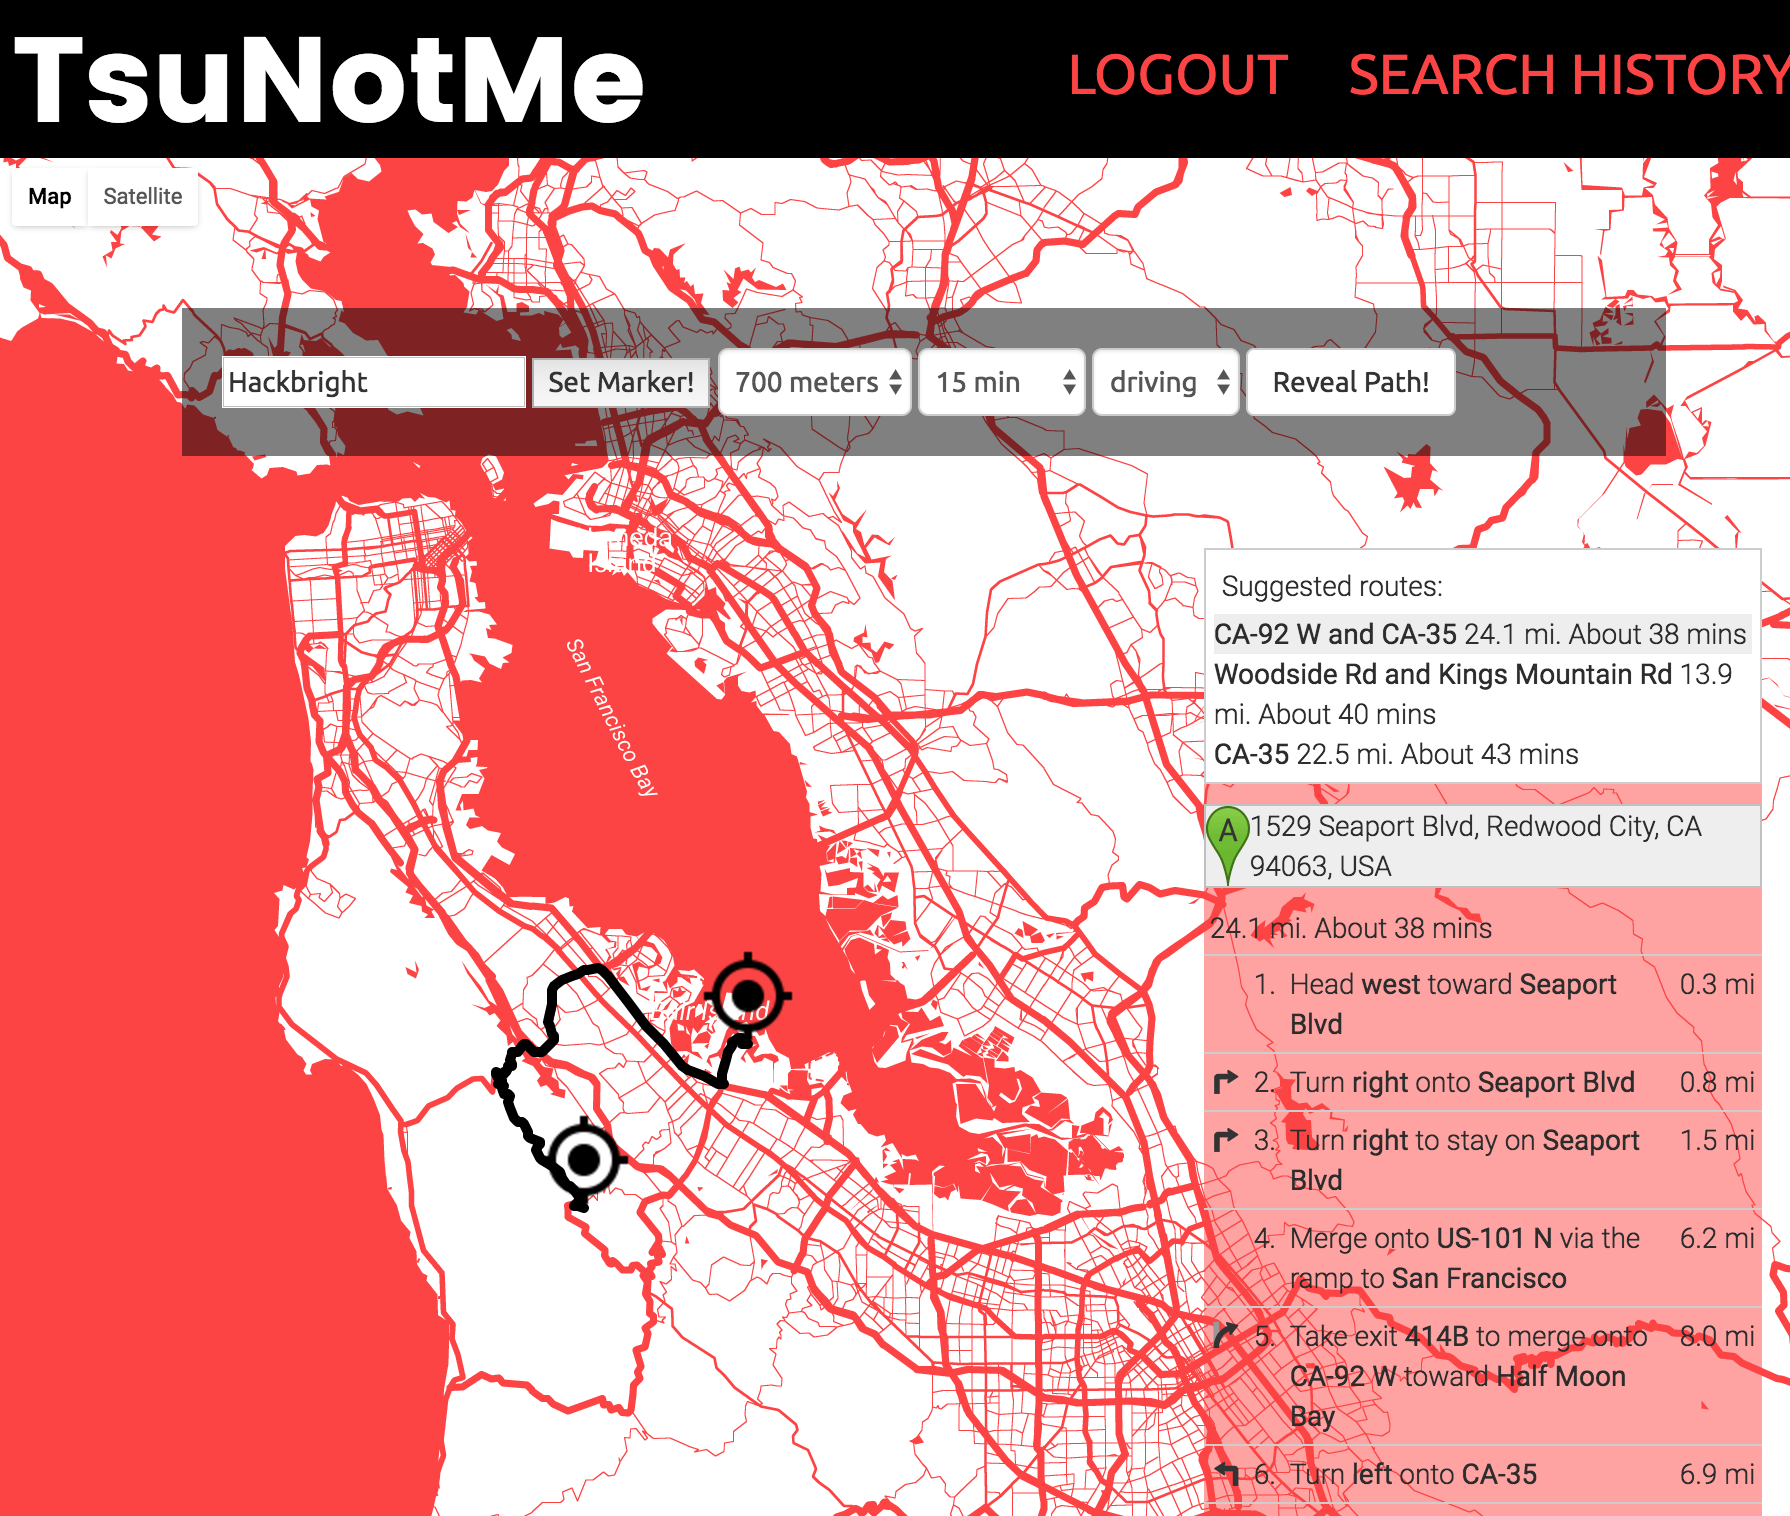 TsuNotMe
LOGOUT SEARCH HISTORY
Map Satellite
Hackbright Set Marker! 700 meters 15 min driving Reveal Path!
Island
San Francisco Bay
Suggested routes:
CA-92 W and CA-35 24.1 mi. About 38 mins
Woodside Rd and Kings Mountain Rd 13.9
mi. About 40 mins
CA-35 22.5 mi. About 43 mins
A 1529 Seaport Blvd, Redwood City, CA
94063, USA
24.1 mi. About 38 mins
1. Head west toward Seaport 0.3 mi
Blvd
2. Turn right onto Seaport Blvd 0.8 mi
3. Turn right to stay on Seaport 1.5 mi
Blvd
4. Merge onto US-101 N via the 6.2 mi
ramp to San Francisco
5. Take exit 414B to merge onto 8.0 mi
CA-92 W toward Half Moon
Bay
6. Turn left onto CA-35 6.9 mi